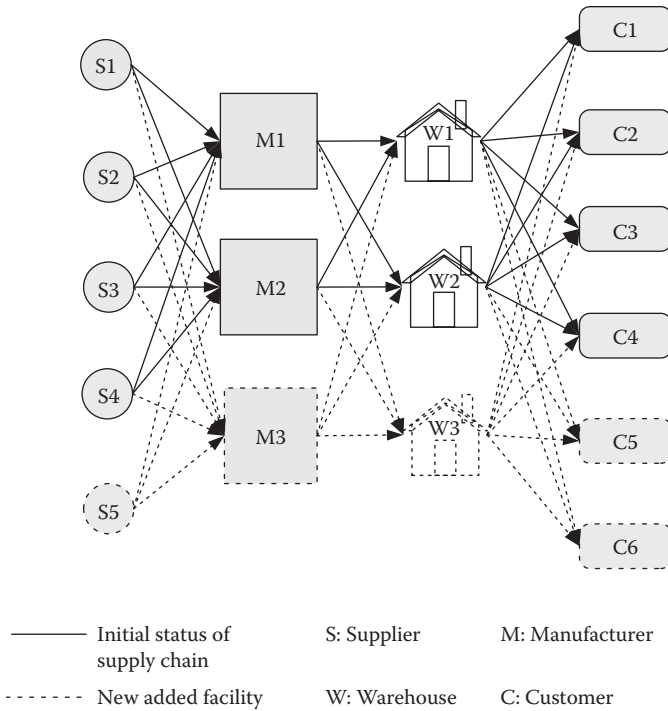 S1
S2
S3
S4
S5
M1
M2
M3
W1
W2
W3
C1
C2
C3
C4
C5
C6
Initial status of
supply chain
S: Supplier
M: Manufacturer
New added facility
W: Warehouse
C: Customer